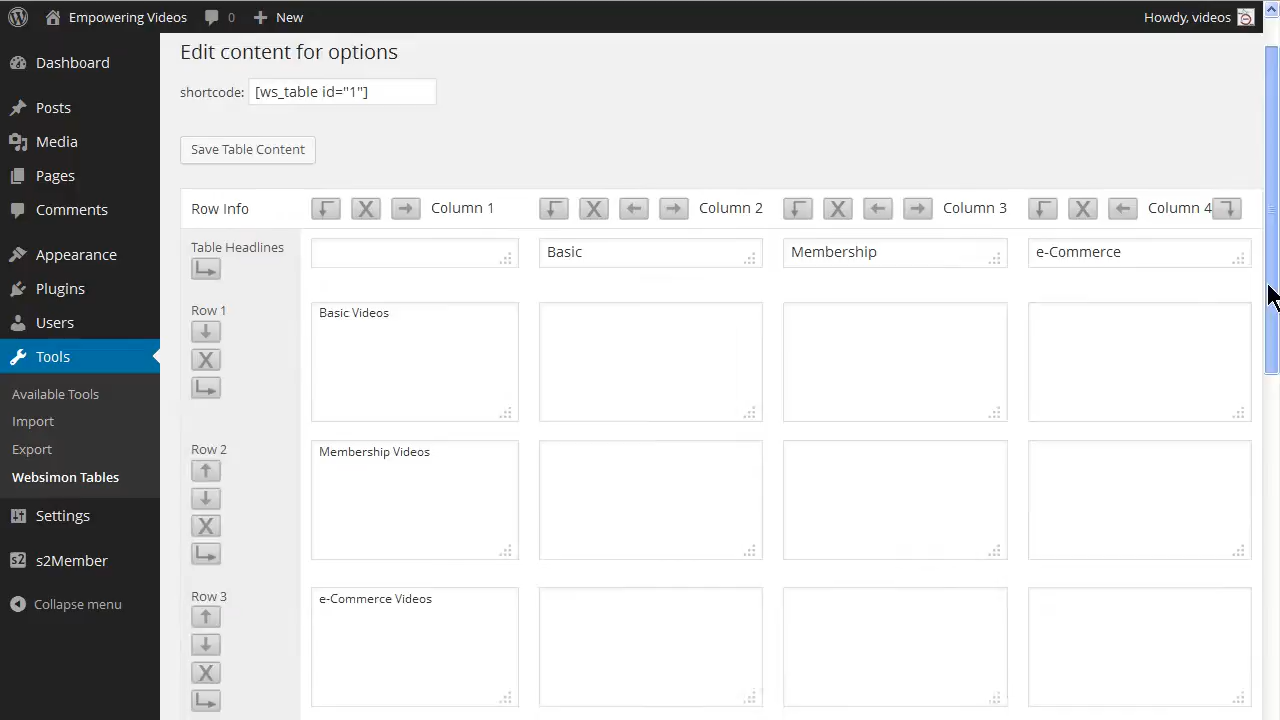 Empowering Videos 0 + New Howdy, videos
Dashboard
Posts
Media
Pages
Comments
Appearance
Plugins
Users
Tools
Available Tools
Import
Export
Websimon Tables
Settings
s2 s2Member
Collapse menu
Edit content for options
shortcode: [ws_table id="1"]
Save Table Content
Row Info X Column 1 X Column 2 X Column 3 X Column 4
Table Headlines Basic Membership e-Commerce
Row 1 Basic Videos
X
Row 2 Membership Videos
X
Row 3 e-Commerce Videos
X